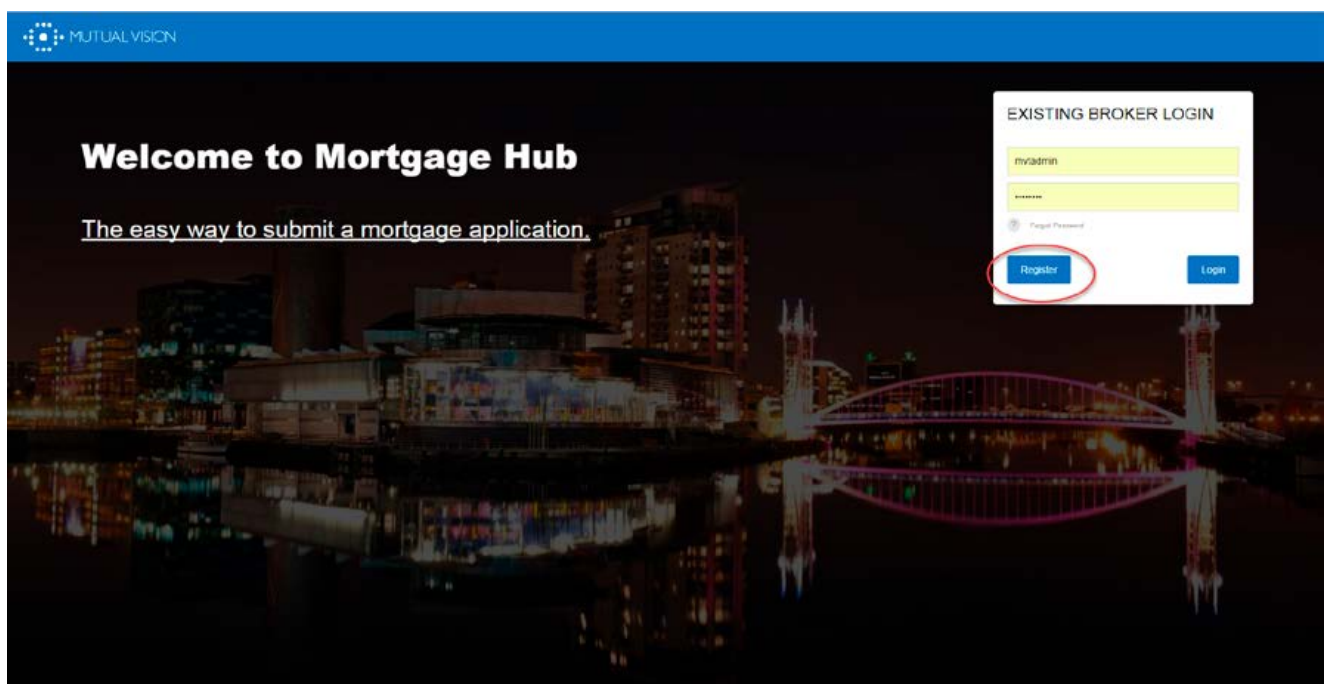 MUTUAL VISION
Welcome to Mortgage Hub
The easy way to submit a mortgage application.
EXISTING BROKER LOGIN
mvtadmin
••••••••
? Forgot Password
Register
Login